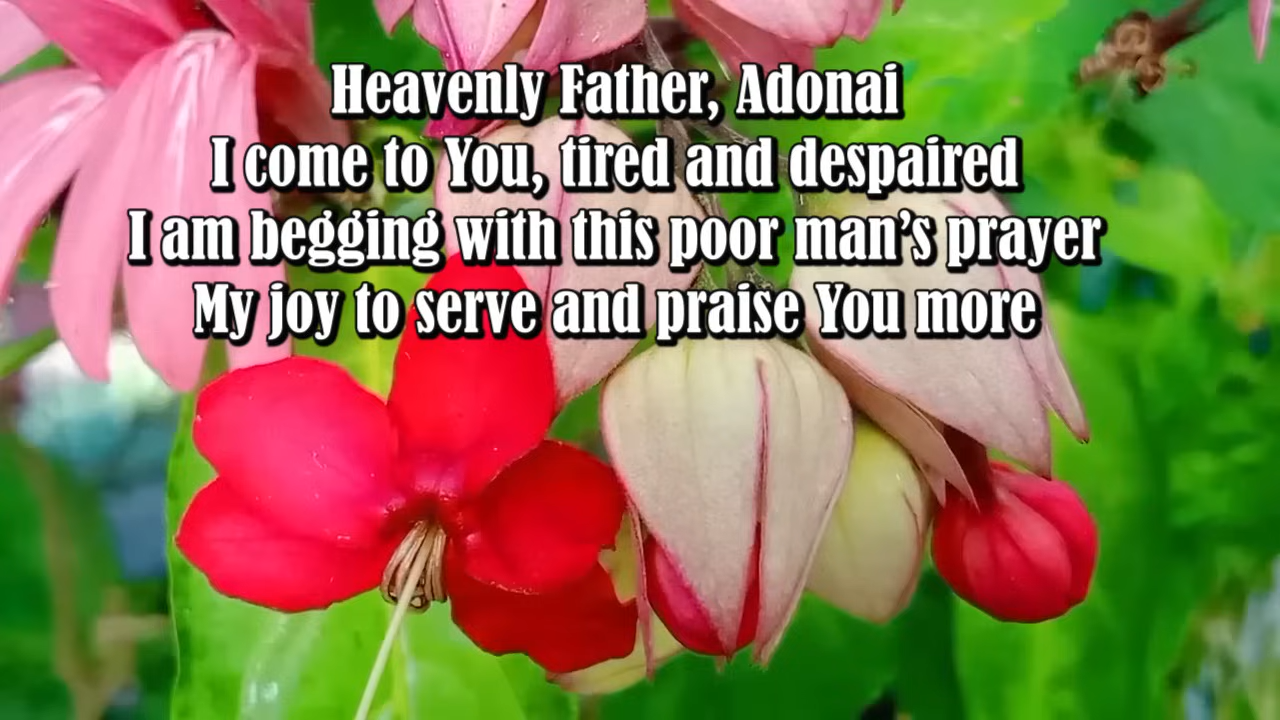 Heavenly Father, Adonai
I come to You, tired and despaired
I am begging with this poor man’s prayer
My joy to serve and praise You more